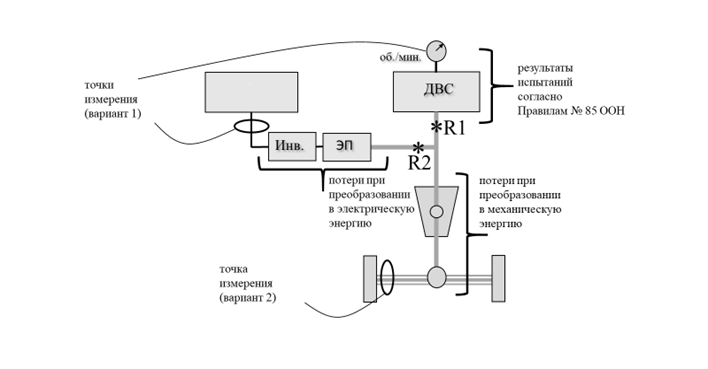 об./мин.
точки
измерения
(вариант 1)
ДВС
результаты
испытаний
согласно
Правилам № 85 ООН
*R1
Инв.
ЭП
*
R2
потери при
преобразовании
в электрическую
энергию
потери при
преобразовании
в механическую
энергию
точка
измерения
(вариант 2)